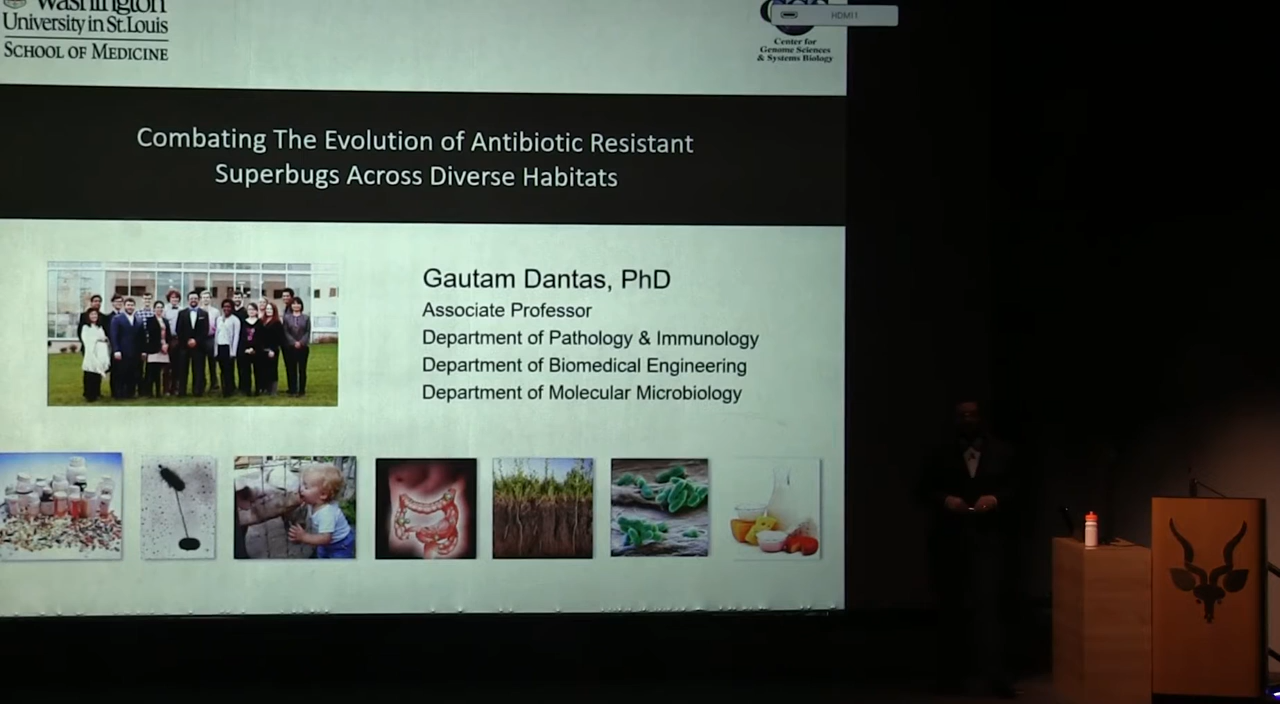 Washington
University in St. Louis
SCHOOL OF MEDICINE
HDMI 1
Center for
Genome Sciences
& Systems Biology
Combating The Evolution of Antibiotic Resistant
Superbugs Across Diverse Habitats
Gautam Dantas, PhD
Associate Professor
Department of Pathology & Immunology
Department of Biomedical Engineering
Department of Molecular Microbiology